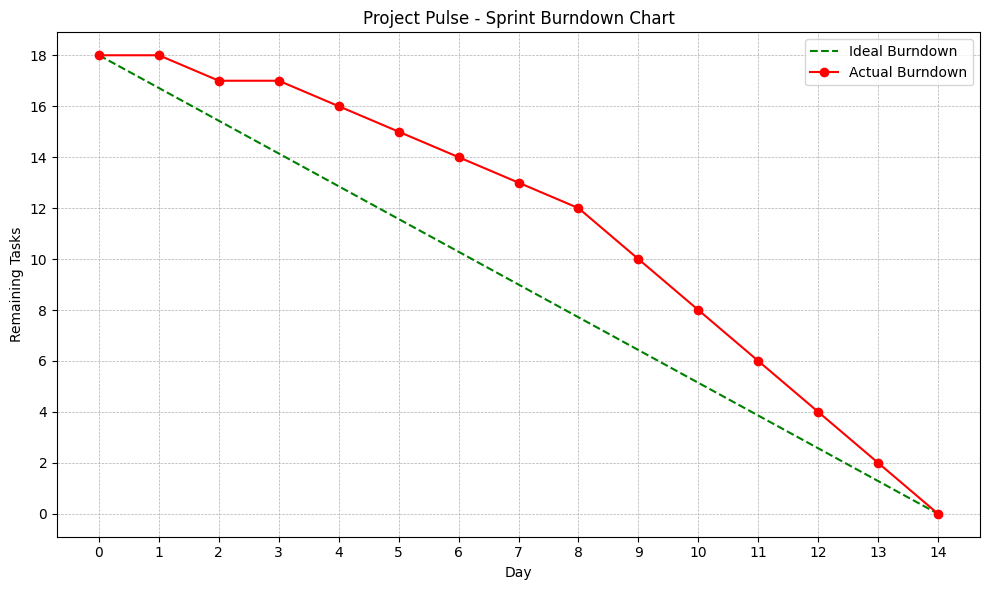 Project Pulse - Sprint Burndown Chart
Ideal Burndown
Actual Burndown
Remaining Tasks
18
16
14
12
10
8
6
4
2
0
0 1 2 3 4 5 6 7 8 9 10 11 12 13 14
Day